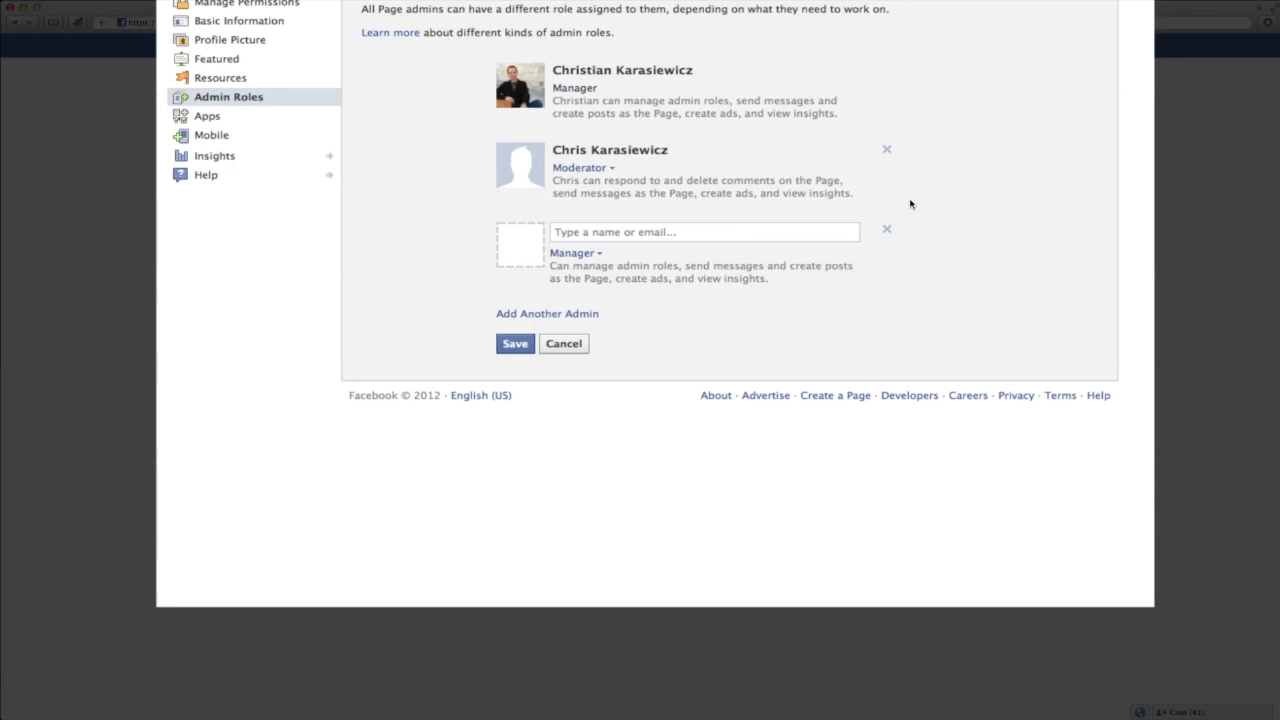 https:
Manage Permissions
Basic Information
Profile Picture
Featured
Resources
Admin Roles
Apps
Mobile
Insights
Help
All Page admins can have a different role assigned to them, depending on what they need to work on.
Learn more about different kinds of admin roles.
Christian Karasiewicz
Manager
Christian can manage admin roles, send messages and
create posts as the Page, create ads, and view insights.
Chris Karasiewicz
Moderator
Chris can respond to and delete comments on the Page,
send messages as the Page, create ads, and view insights.
Type a name or email...
Manager
Can manage admin roles, send messages and create posts
as the Page, create ads, and view insights.
Add Another Admin
Save Cancel
Facebook © 2012 · English (US)
About · Advertise · Create a Page · Developers · Careers · Privacy · Terms · Help
Chat (41)